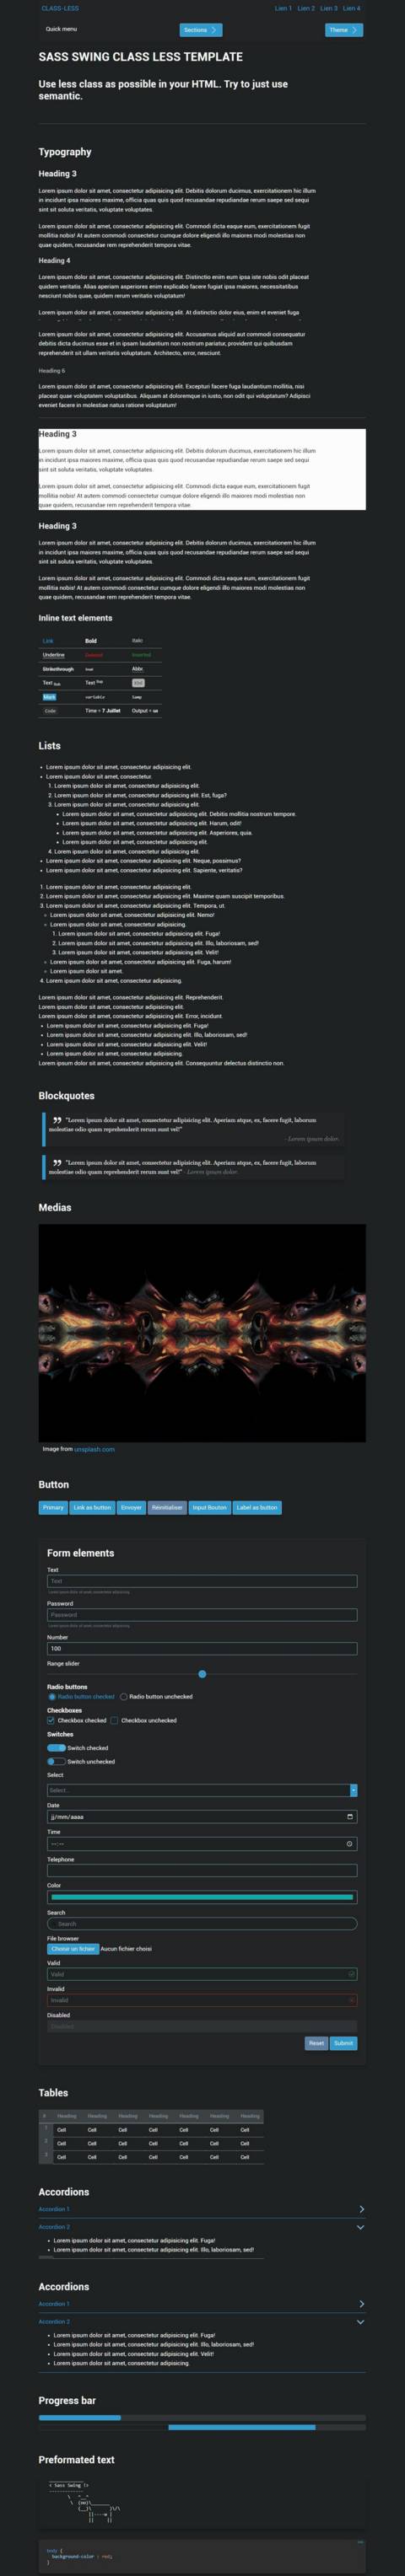 CLASS-LESS
Lien 1 Lien 2 Lien 3 Lien 4
Quick menu
Sections
Theme
SASS SWING CLASS LESS TEMPLATE
Use less class as possible in your HTML. Try to just use
semantic.
Typography
Heading 3
Lorem ipsum dolor sit amet, consectetur adipisicing elit. Debitis dolorum ducimus, exercitationem hic illum
in incidunt ipsa maiores maxime, officia quas quis quod recusandae repudiandae rerum saepe sed sequi
sint sit soluta veritatis, voluptate voluptates.
Lorem ipsum dolor sit amet, consectetur adipisicing elit. Commodi dicta eaque eum, exercitationem fugit
mollitia nobis! At autem commodi consectetur cumque dolore eligendi illo maiores modi molestias non
quae quidem, recusandae rem reprehenderit tempora vitae.
Heading 4
Lorem ipsum dolor sit amet, consectetur adipisicing elit. Distinctio enim eum ipsa iste nobis odit placeat
quidem veritatis. Alias aperiam asperiores enim explicabo facere fugiat ipsa maiores, necessitatibus
nesciunt nobis quae, quidem rerum veritatis voluptatum!
Lorem ipsum dolor sit amet, consectetur adipisicing elit. At distinctio dolor eius, enim et eveniet fuga
Lorem ipsum dolor sit amet, consectetur adipisicing elit. Accusamus aliquid aut commodi consequatur
debitis dicta ducimus esse et in ipsam laudantium non nostrum pariatur, provident qui quibusdam
reprehenderit sit ullam veritatis voluptatum. Architecto, error, nesciunt.
Heading 6
Lorem ipsum dolor sit amet, consectetur adipisicing elit. Excepturi facere fuga laudantium mollitia, nisi
placeat quae voluptatem voluptatibus. Aliquam at doloremque in iusto, non odit qui voluptatum? Adipisci
eveniet facere in molestiae natus ratione voluptatum!
Heading 3
Lorem ipsum dolor sit amet, consectetur adipisicing elit. Debitis dolorum ducimus, exercitationem hic illum
in incidunt ipsa maiores maxime, officia quas quis quod recusandae repudiandae rerum saepe sed sequi
sint sit soluta veritatis, voluptate voluptates.
Lorem ipsum dolor sit amet, consectetur adipisicing elit. Commodi dicta eaque eum, exercitationem fugit
mollitia nobis! At autem commodi consectetur cumque dolore eligendi illo maiores modi molestias non
quae quidem, recusandae rem reprehenderit tempora vitae.
Heading 3
Lorem ipsum dolor sit amet, consectetur adipisicing elit. Debitis dolorum ducimus, exercitationem hic illum
in incidunt ipsa maiores maxime, officia quas quis quod recusandae repudiandae rerum saepe sed sequi
sint sit soluta veritatis, voluptate voluptates.
Lorem ipsum dolor sit amet, consectetur adipisicing elit. Commodi dicta eaque eum, exercitationem fugit
mollitia nobis! At autem commodi consectetur cumque dolore eligendi illo maiores modi molestias non
quae quidem, recusandae rem reprehenderit tempora vitae.
Inline text elements
Link Bold Italic
Underline Deleted Inserted
Strikethrough Small Abbr.
Text Sub Text Sup Kbd
Mark variable Samp
Code Time = 7 Juillet Output = ux
Lists
Lorem ipsum dolor sit amet, consectetur adipisicing elit.
Lorem ipsum dolor sit amet, consectetur.
1. Lorem ipsum dolor sit amet, consectetur adipisicing elit.
2. Lorem ipsum dolor sit amet, consectetur adipisicing elit. Est, fuga?
3. Lorem ipsum dolor sit amet, consectetur adipisicing elit.
Lorem ipsum dolor sit amet, consectetur adipisicing elit. Debitis mollitia nostrum tempore.
Lorem ipsum dolor sit amet, consectetur adipisicing elit. Harum, odit!
Lorem ipsum dolor sit amet, consectetur adipisicing elit. Asperiores, quia.
Lorem ipsum dolor sit amet, consectetur adipisicing elit.
4. Lorem ipsum dolor sit amet, consectetur adipisicing elit.
Lorem ipsum dolor sit amet, consectetur adipisicing elit. Neque, possimus?
Lorem ipsum dolor sit amet, consectetur adipisicing elit. Sapiente, veritatis?
1. Lorem ipsum dolor sit amet, consectetur adipisicing elit.
2. Lorem ipsum dolor sit amet, consectetur adipisicing elit. Maxime quam suscipit temporibus.
3. Lorem ipsum dolor sit amet, consectetur adipisicing elit. Tempora, ut.
Lorem ipsum dolor sit amet, consectetur adipisicing elit. Nemo!
Lorem ipsum dolor sit amet, consectetur adipisicing.
1. Lorem ipsum dolor sit amet, consectetur adipisicing elit. Fuga!
2. Lorem ipsum dolor sit amet, consectetur adipisicing elit. Illo, laboriosam, sed!
3. Lorem ipsum dolor sit amet, consectetur adipisicing elit. Velit!
Lorem ipsum dolor sit amet, consectetur adipisicing elit. Fuga, harum!
Lorem ipsum dolor sit amet.
4. Lorem ipsum dolor sit amet, consectetur adipisicing.
Lorem ipsum dolor sit amet, consectetur adipisicing elit. Reprehenderit.
Lorem ipsum dolor sit amet, consectetur adipisicing elit.
Lorem ipsum dolor sit amet, consectetur adipisicing elit. Error, incidunt.
Lorem ipsum dolor sit amet, consectetur adipisicing elit. Fuga!
Lorem ipsum dolor sit amet, consectetur adipisicing elit. Illo, laboriosam, sed!
Lorem ipsum dolor sit amet, consectetur adipisicing elit. Velit!
Lorem ipsum dolor sit amet, consectetur adipisicing.
Lorem ipsum dolor sit amet, consectetur adipisicing elit. Consequuntur delectus distinctio non.
Blockquotes
"Lorem ipsum dolor sit amet, consectetur adipisicing elit. Aperiam atque, ex, facere fugit, laborum
molestiae odio quam reprehenderit rerum sunt vel!"
- Lorem ipsum dolor.
"Lorem ipsum dolor sit amet, consectetur adipisicing elit. Aperiam atque, ex, facere fugit, laborum
molestiae odio quam reprehenderit rerum sunt vel!" - Lorem ipsum dolor.
Medias
Image from unsplash.com
Button
Primary Link as button Envoyer Réinitialiser Input Bouton Label as button
Form elements
Text
Text
Lorem ipsum dolor sit amet, consectetur adipisicing.
Password
Password
Lorem ipsum dolor sit amet, consectetur adipisicing.
Number
100
Range slider
Radio buttons
Radio button checked Radio button unchecked
Checkboxes
Checkbox checked Checkbox unchecked
Switches
Switch checked
Switch unchecked
Select
Select...
Date
jj/mm/aaaa
Time
--:--
Telephone
Color
Search
Search
File browser
Choisir un fichier Aucun fichier choisi
Valid
Valid
Invalid
Invalid
Disabled
Disabled
Reset Submit
Tables
# Heading Heading Heading Heading Heading Heading Heading
1 Cell Cell Cell Cell Cell Cell Cell
2 Cell Cell Cell Cell Cell Cell Cell
3 Cell Cell Cell Cell Cell Cell Cell
Accordions
Accordion 1
Accordion 2
Lorem ipsum dolor sit amet, consectetur adipisicing elit. Fuga!
Lorem ipsum dolor sit amet, consectetur adipisicing elit. Illo, laboriosam, sed!
Accordions
Accordion 1
Accordion 2
Lorem ipsum dolor sit amet, consectetur adipisicing elit. Fuga!
Lorem ipsum dolor sit amet, consectetur adipisicing elit. Illo, laboriosam, sed!
Lorem ipsum dolor sit amet, consectetur adipisicing elit. Velit!
Lorem ipsum dolor sit amet, consectetur adipisicing.
Progress bar
Preformated text
< Sass Swing !>
body {
background-color : red;
}